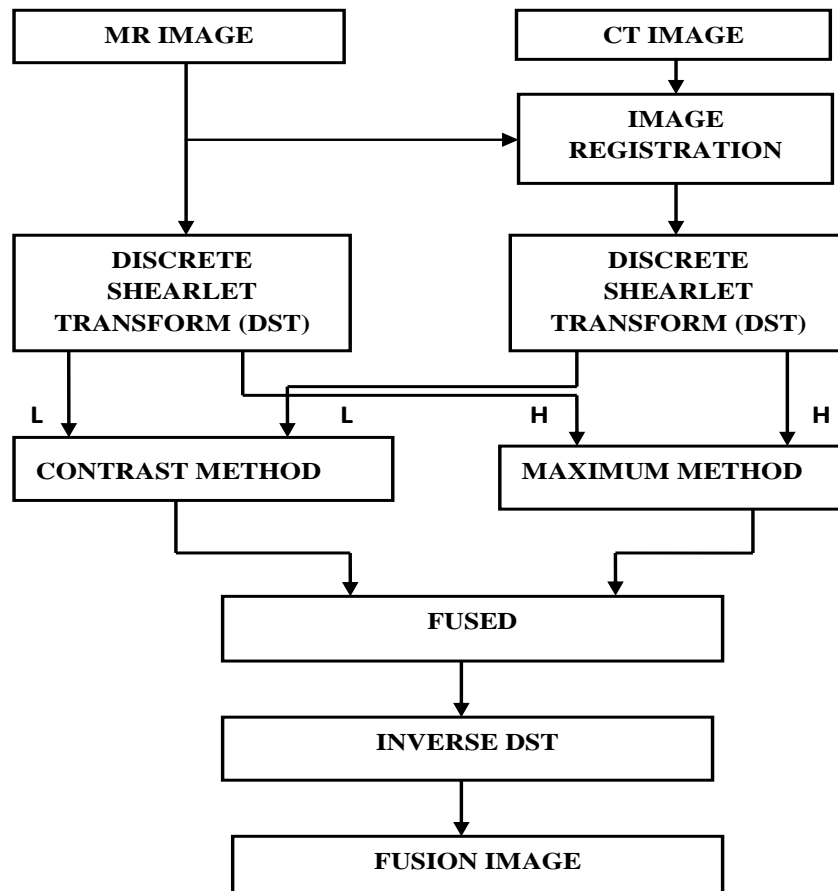 MR IMAGE
CT IMAGE
IMAGE
REGISTRATION
DISCRETE
SHEARLET
TRANSFORM (DST)
DISCRETE
SHEARLET
TRANSFORM (DST)
L
L
H
H
CONTRAST METHOD
MAXIMUM METHOD
FUSED
INVERSE DST
FUSION IMAGE